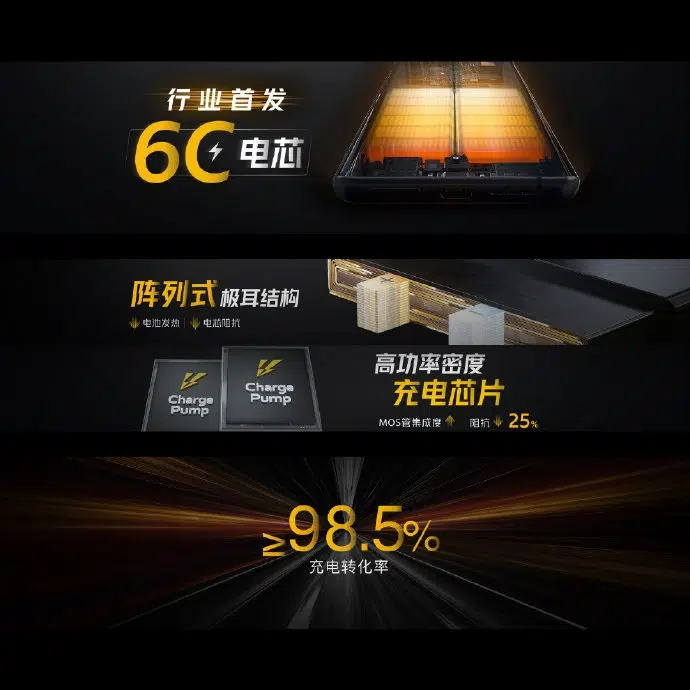 行业首发
6C电芯
阵列式 极耳结构
电池发热 | 电芯阻抗
Charge
Pump
Charge
Pump
高功率密度
充电芯片
MOS管集成度 阻抗 25%
≥98.5%
充电转化率